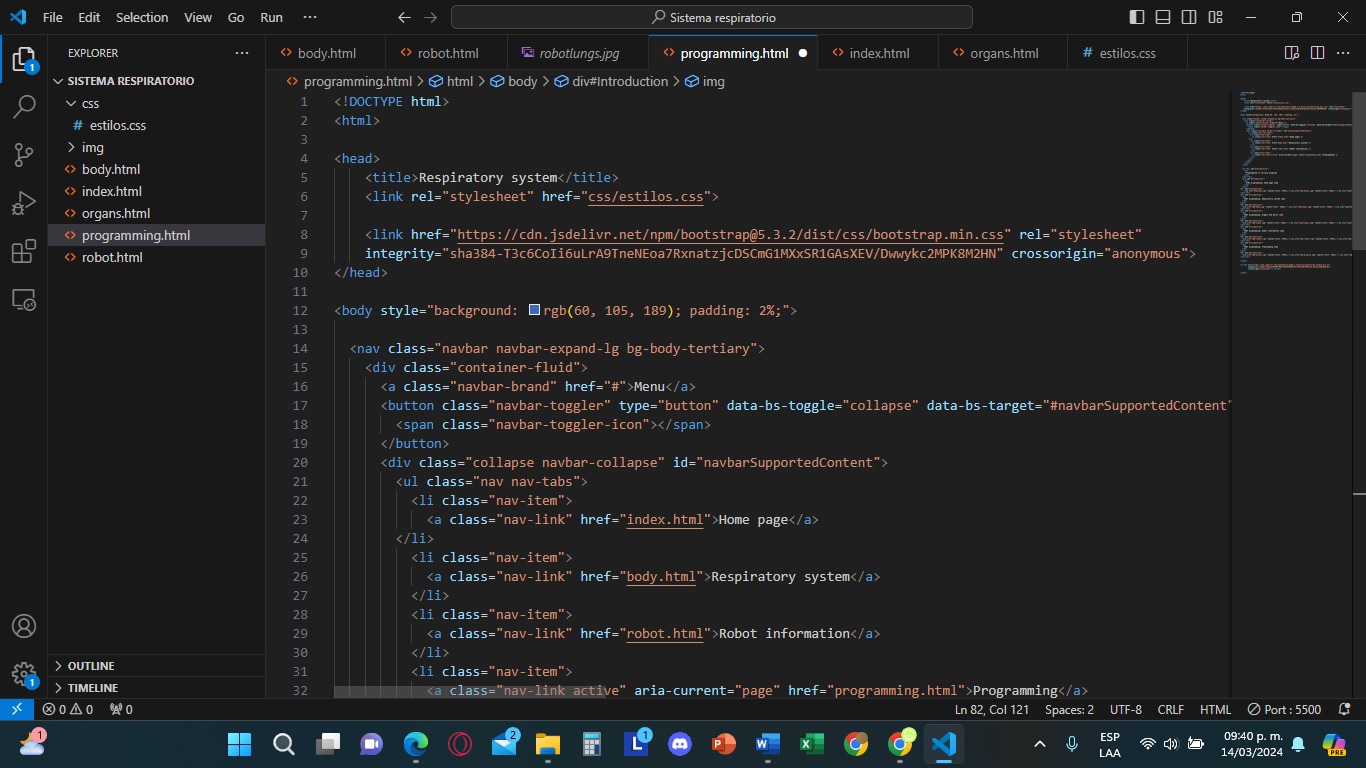 File Edit Selection View Go Run ··· Sistema respiratorio
EXPLORER ···
body.html robot.html robotlungs.jpg programming.html index.html organs.html estilos.css ···
SISTEMA RESPIRATORIO
programming.html > html > body > div#Introduction > img
css
estilos.css
img
body.html
index.html
organs.html
programming.html
robot.html
OUTLINE
TIMELINE
1 <!DOCTYPE html>
2 <html>
3
4 <head>
5 <title>Respiratory system</title>
6 <link rel="stylesheet" href="css/estilos.css">
7
8 <link href="https://cdn.jsdelivr.net/npm/bootstrap@5.3.2/dist/css/bootstrap.min.css" rel="stylesheet"
9 integrity="sha384-T3c6CoIi6uLrA9TneNEoa7RxnatzjcDSCmG1MXxSR1GAsXEV/Dwwykc2MPK8M2HN" crossorigin="anonymous">
10 </head>
11
12 <body style="background: rgb(60, 105, 189); padding: 2%;">
13
14 <nav class="navbar navbar-expand-lg bg-body-tertiary">
15 <div class="container-fluid">
16 <a class="navbar-brand" href="#">Menu</a>
17 <button class="navbar-toggler" type="button" data-bs-toggle="collapse" data-bs-target="#navbarSupportedContent"
18 <span class="navbar-toggler-icon"></span>
19 </button>
20 <div class="collapse navbar-collapse" id="navbarSupportedContent">
21 <ul class="nav nav-tabs">
22 <li class="nav-item">
23 <a class="nav-link" href="index.html">Home page</a>
24 </li>
25 <li class="nav-item">
26 <a class="nav-link" href="body.html">Respiratory system</a>
27 </li>
28 <li class="nav-item">
29 <a class="nav-link" href="robot.html">Robot information</a>
30 </li>
31 <li class="nav-item">
32 <a class="nav-link active" aria-current="page" href="programming.html">Programming</a>
0 0 0 Ln 82, Col 121 Spaces: 2 UTF-8 CRLF HTML Port : 5500
1 2 1 ESP LAA 09:40 p. m. 14/03/2024 PRE